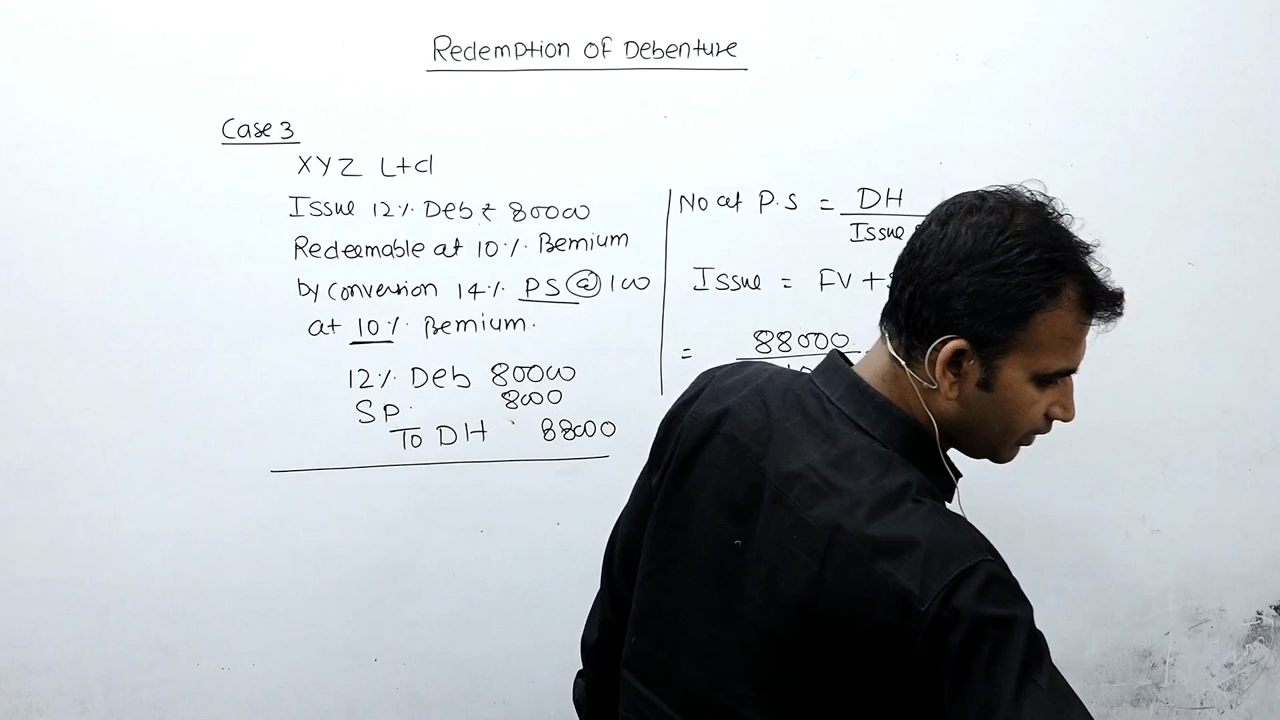 Redemption of Debenture
Case 3
XYZ Ltd
Issue 12% Deb ₹ 80000
Redeemable at 10% Premium
by conversion 14% PS @ 100
at 10% Premium.
12% Deb 80000
SP. 8000
To DH 88000
No of P.S = DH
Issue
Issue = FV +
= 88000